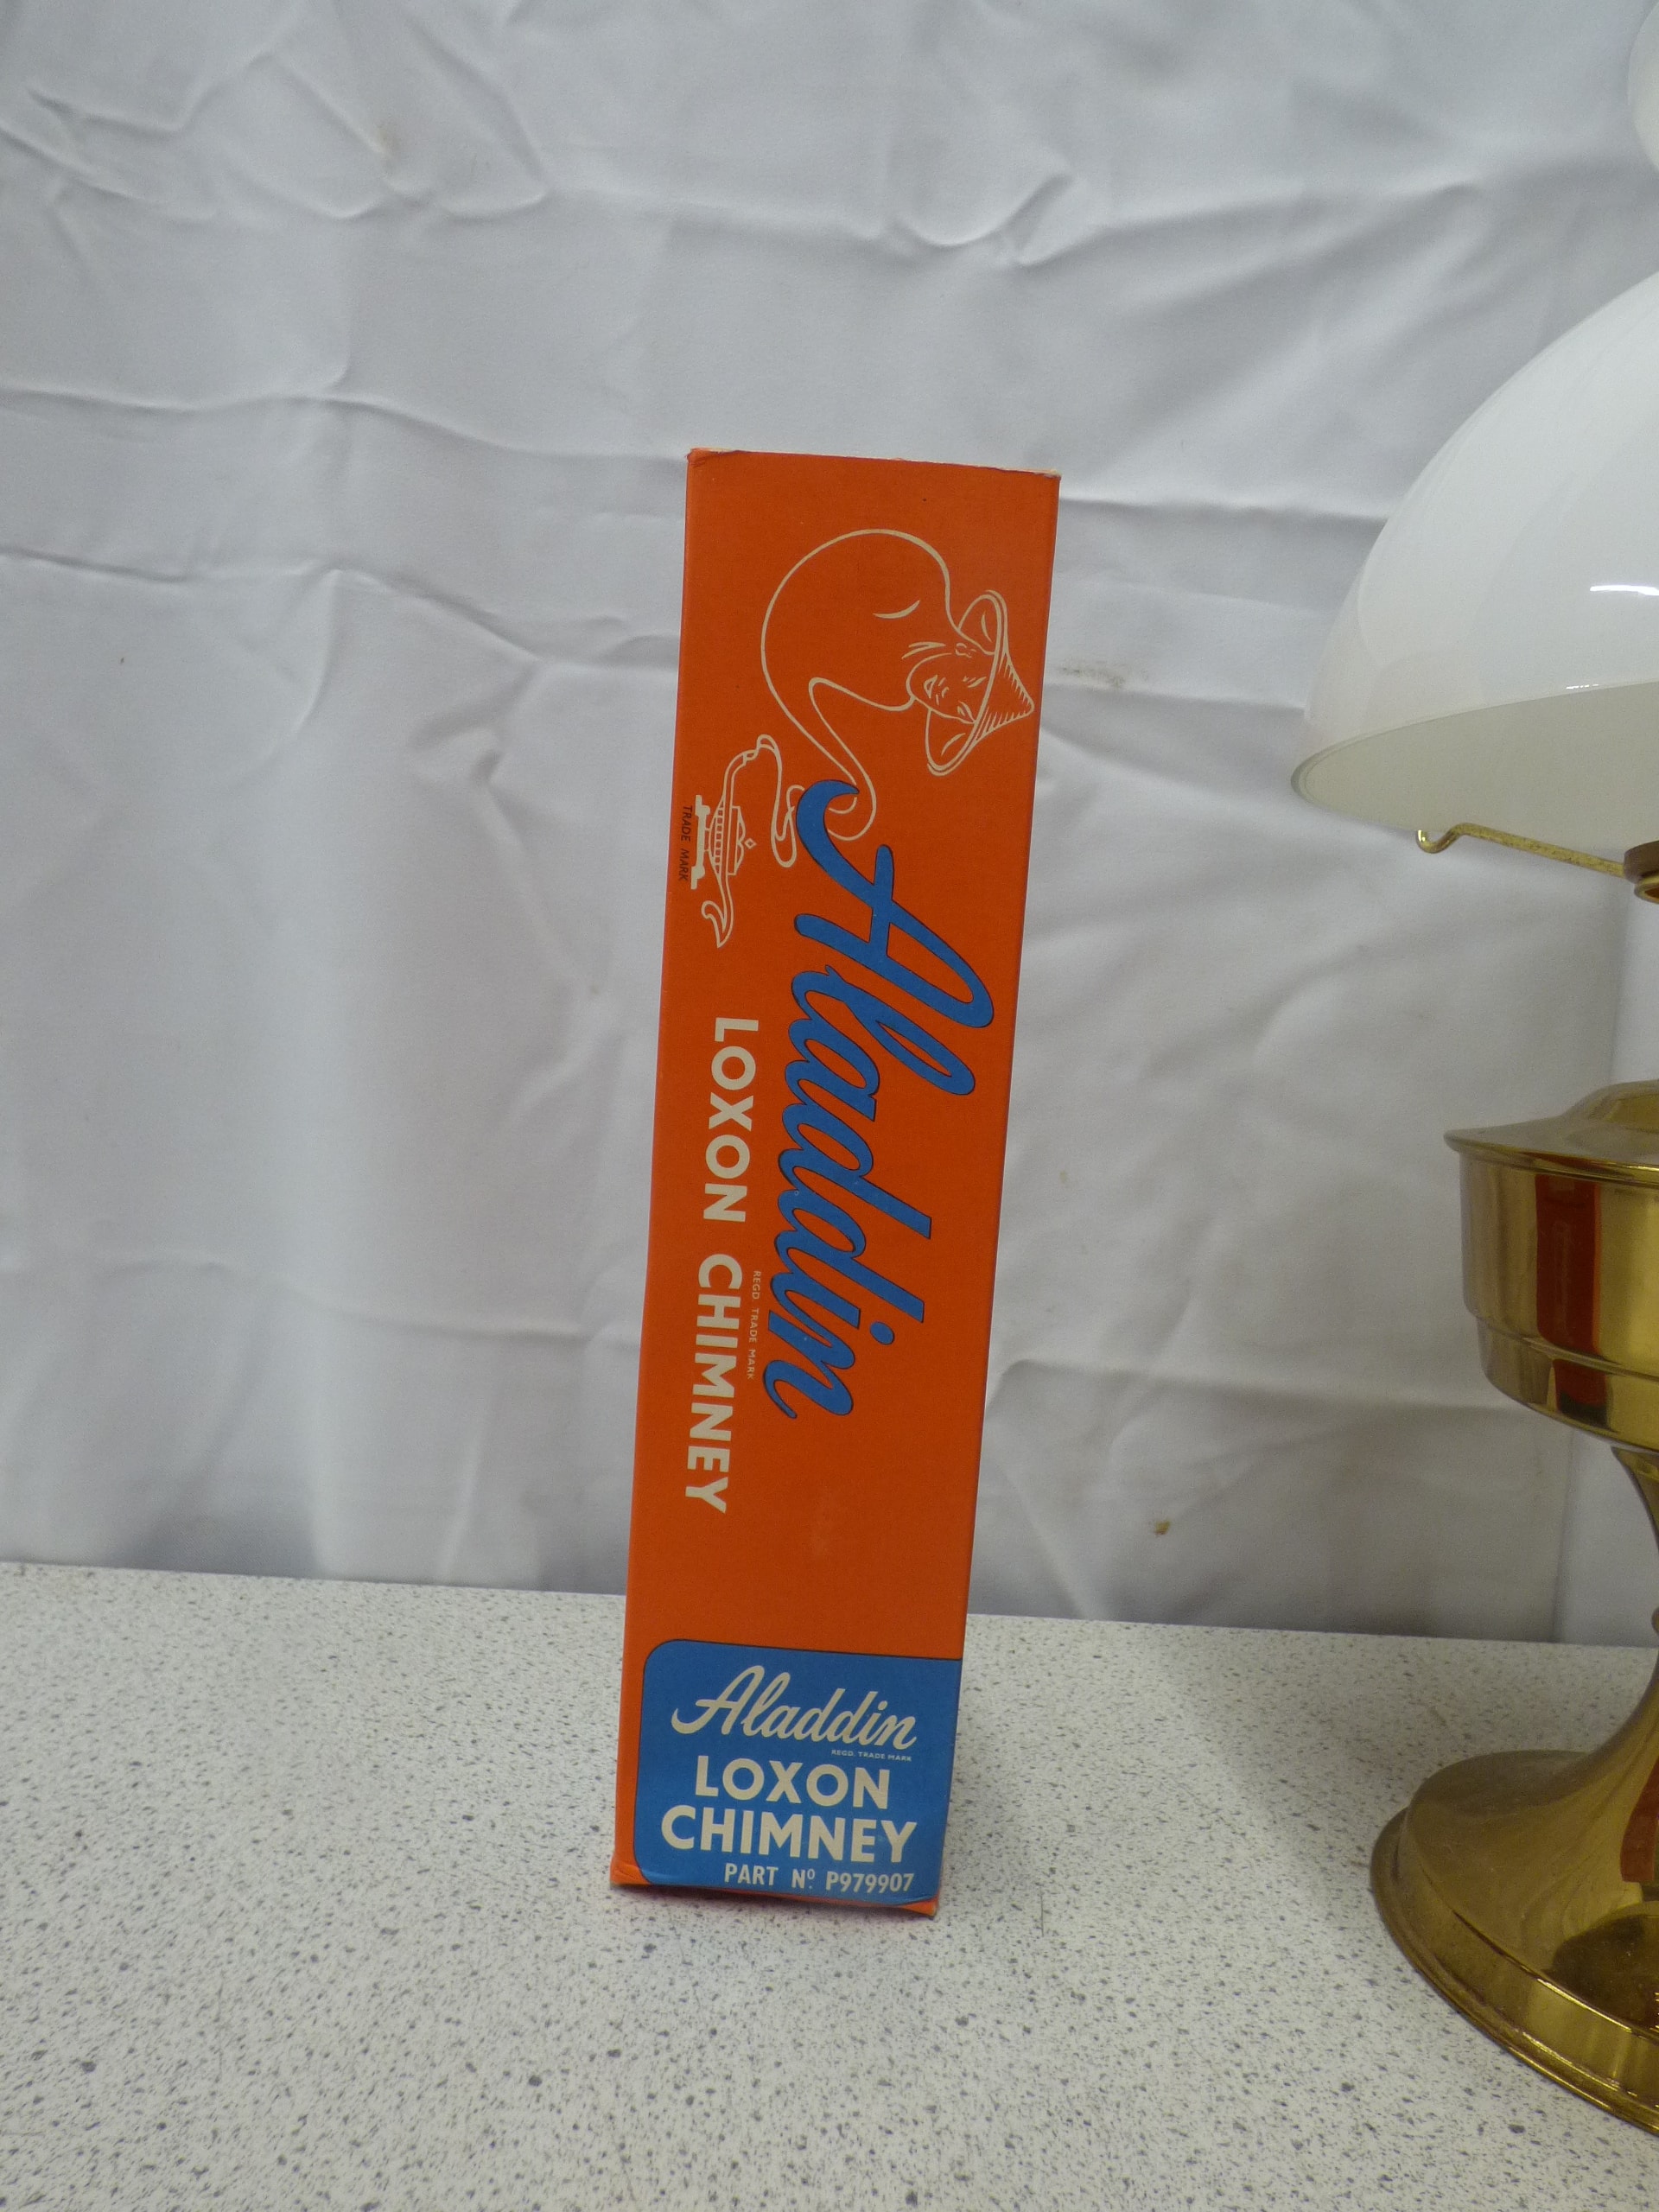 TRADE MARK
Aladdin
REGD. TRADE MARK
LOXON CHIMNEY
Aladdin
REGD. TRADE MARK
LOXON
CHIMNEY
PART Nº P979907